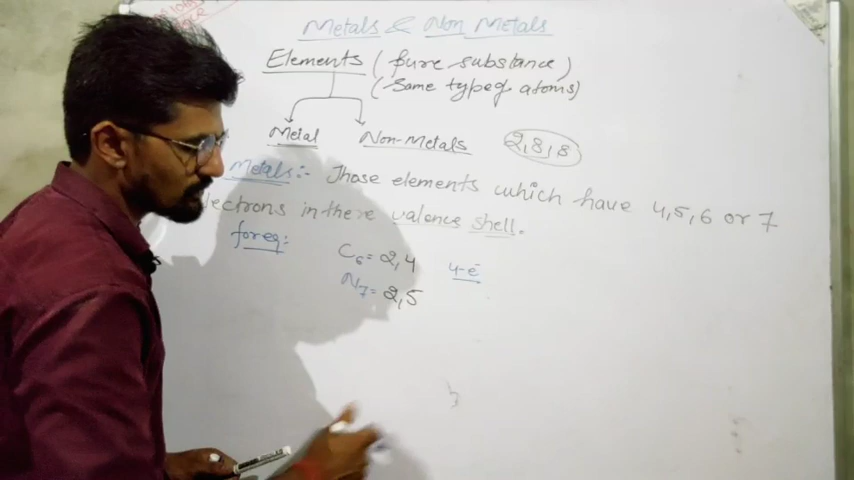 Metals & Non Metals
Elements (pure substance)
(Same type of atoms)
Metal Non-Metals 2,8,8
Metals:- Those elements which have 4,5,6 or 7
lectrons in there valence shell.
for eg:
C₆ = 2,4 4-e⁻
N₇ = 2,5